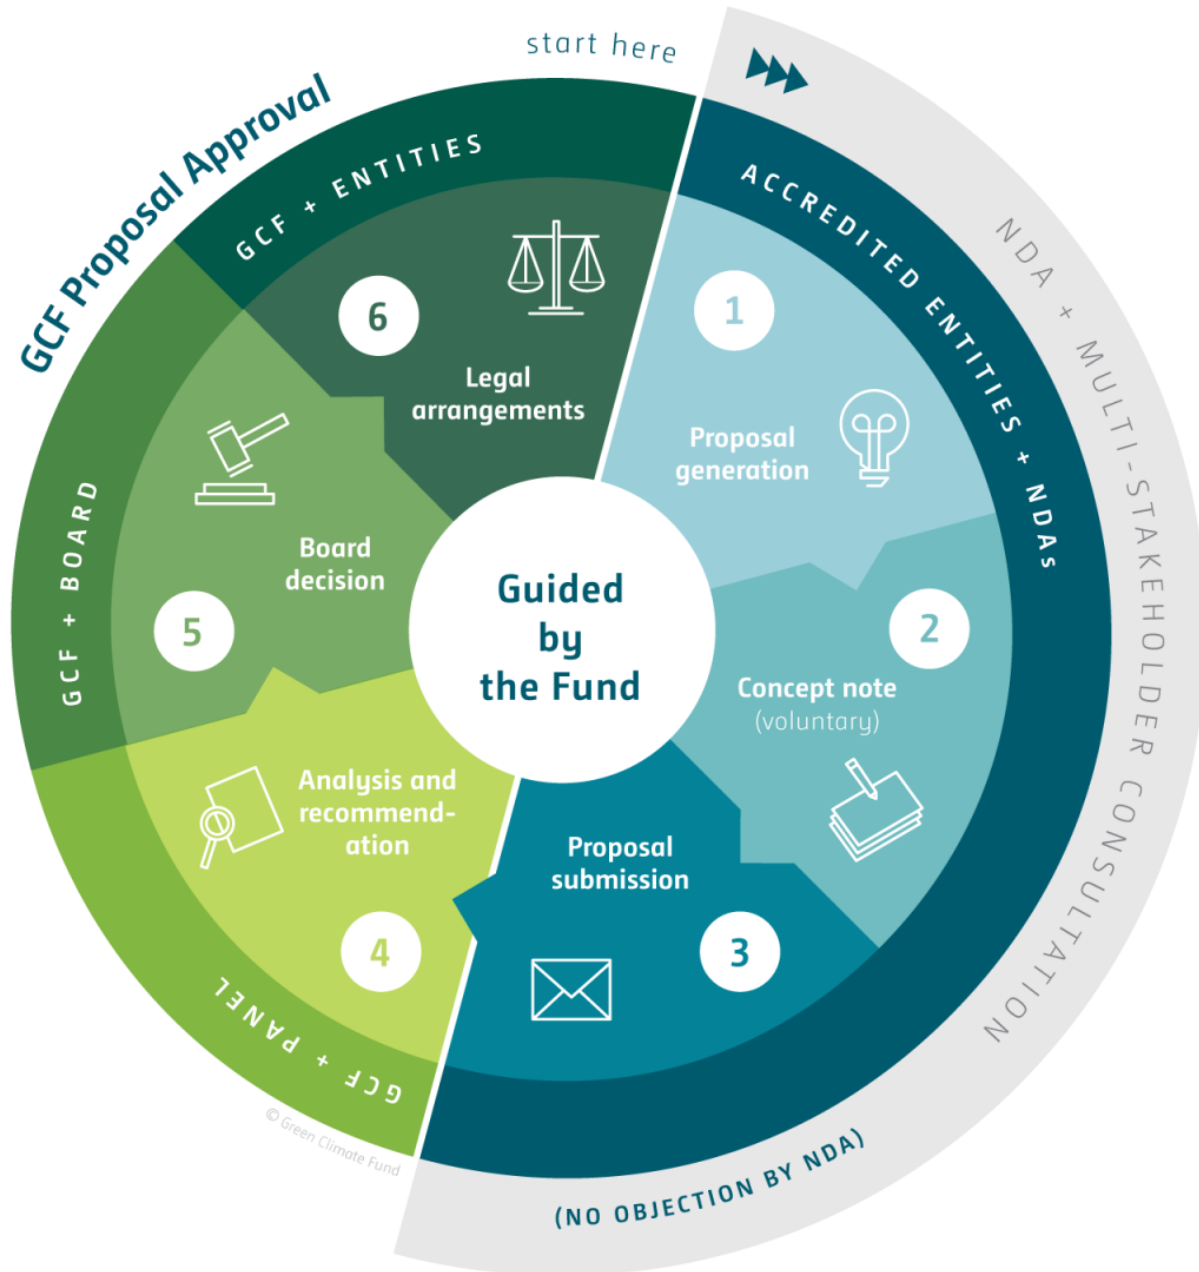 GCF Proposal Approval
start here
NDA + MULTI-STAKEHOLDER CONSULTATION
(NO OBJECTION BY NDA)
ACCREDITED ENTITIES + NDAs
1
Proposal
generation
2
Concept note
(voluntary)
3
Proposal
submission
GCF + PANEL
4
Analysis and
recommend-
ation
GCF + BOARD
5
Board
decision
GCF + ENTITIES
6
Legal
arrangements
Guided
by
the Fund
© Green Climate Fund